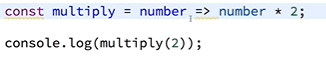 const multiply = number => number * 2;
console.log(multiply(2));